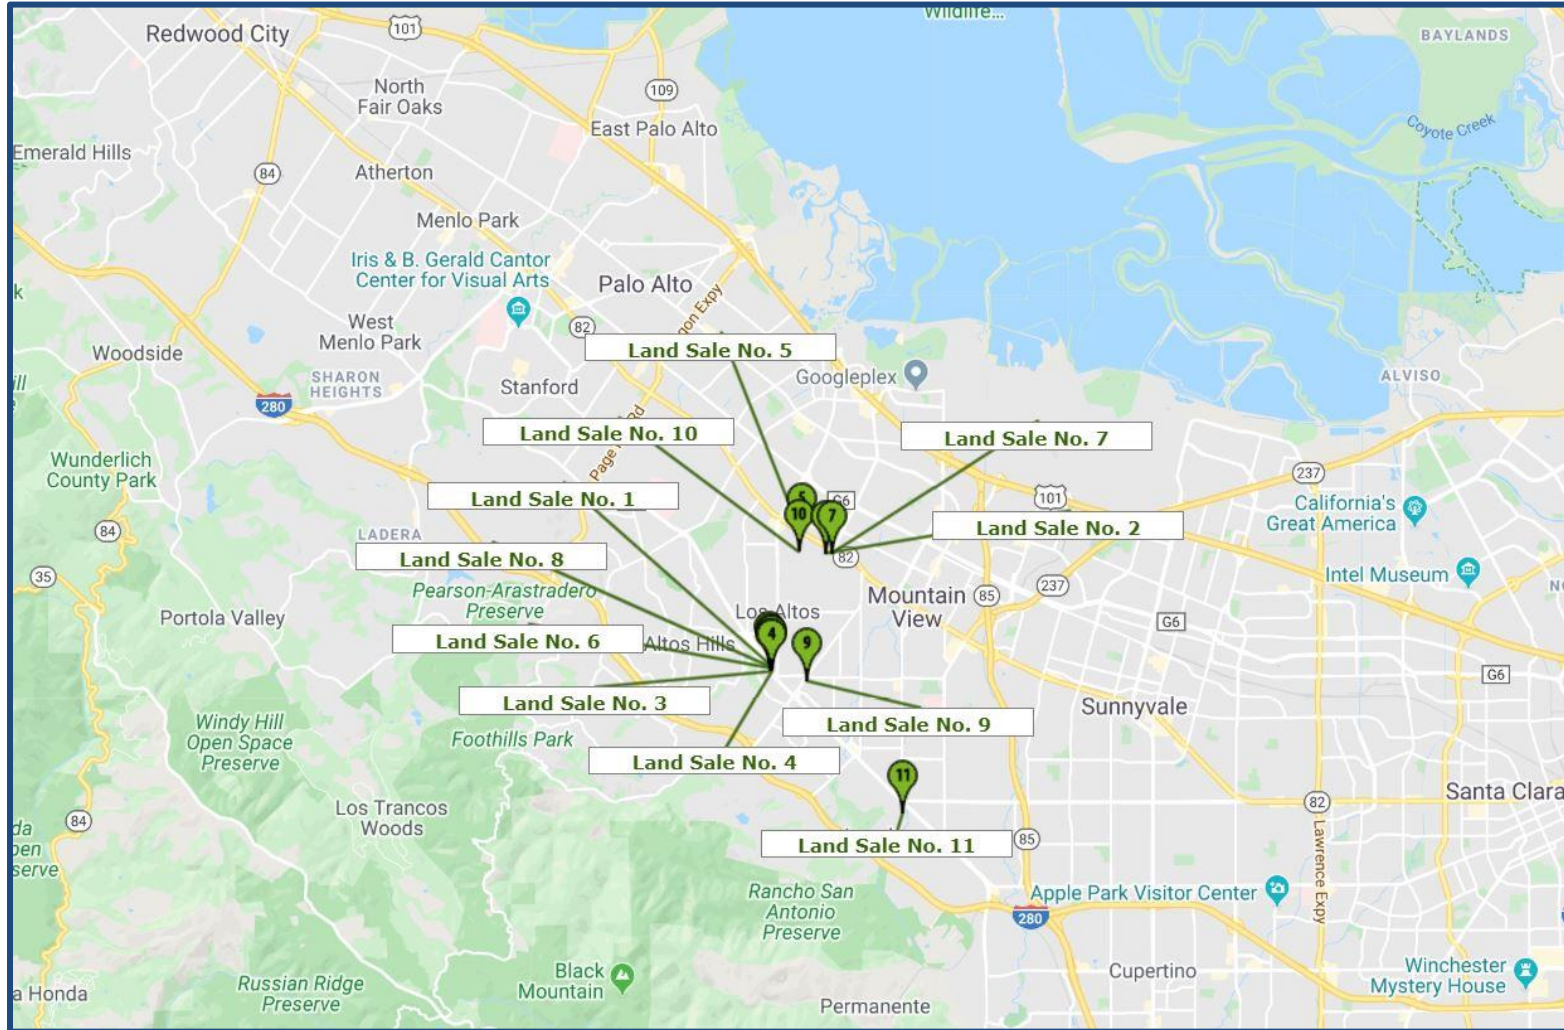 Wildlife...
Redwood City
101
BAYLANDS
North
Fair Oaks
109
East Palo Alto
Coyote Creek
Emerald Hills
84
Atherton
Menlo Park
Iris & B. Gerald Cantor
Center for Visual Arts
Palo Alto
82
West
Menlo Park
Woodside
Land Sale No. 5
SHARON
HEIGHTS
Stanford
Googleplex
ALVISO
280
Land Sale No. 10
Land Sale No. 7
Wunderlich
County Park
237
Land Sale No. 1
5
G6
101
California's
Great America
10
7
84
LADERA
Land Sale No. 2
Land Sale No. 8
82
35
Pearson-Arastradero
Preserve
Intel Museum
237
Portola Valley
Los Altos
Mountain
View
85
G6
Land Sale No. 6
Altos Hills
4
9
G6
Land Sale No. 3
Sunnyvale
Windy Hill
Open Space
Preserve
Foothills Park
Land Sale No. 9
Land Sale No. 4
11
Santa Clara
Los Trancos
Woods
84
82
Land Sale No. 11
85
Lawrence Expy
Rancho San
Antonio
Preserve
Apple Park Visitor Center
280
Black
Mountain
Cupertino
Winchester
Mystery House
Russian Ridge
Preserve
a Honda
Permanente